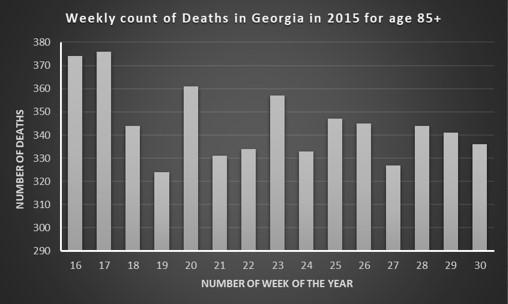 Weekly count of Deaths in Georgia in 2015 for age 85+
380
370
360
350
340
330
320
310
300
290
NUMBER OF DEATHS
16 17 18 19 20 21 22 23 24 25 26 27 28 29 30
NUMBER OF WEEK OF THE YEAR